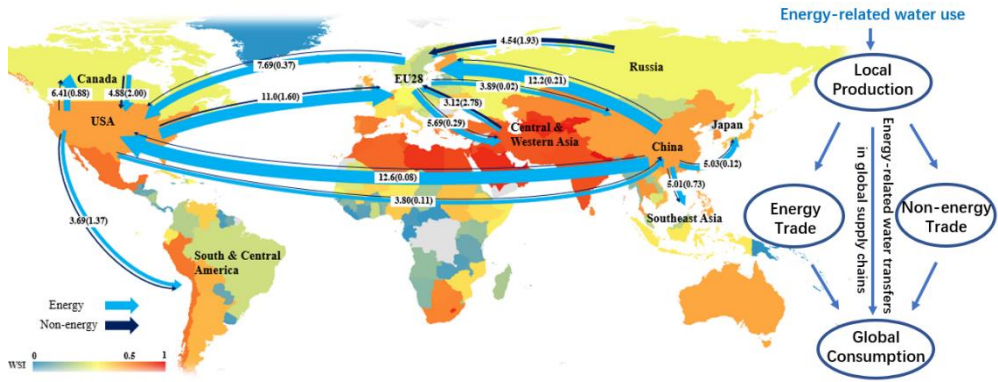 Energy-related water use
4.54(1.93)
7.69(0.37)
Canada
EU28
12.2(0.21)
Russia
Local
Production
6.41(0.88)
4.88(2.00)
11.0(1.60)
3.89(0.02)
3.12(2.78)
USA
5.69(0.29)
Central &
Western Asia
Japan
China
5.03(0.12)
12.6(0.08)
5.01(0.73)
3.80(0.11)
Southeast Asia
3.69(1.37)
South & Central
America
Energy
Trade
Energy-related water transfers
in global supply chains
Non-energy
Trade
Energy
Non-energy
Global
Consumption
WSI
0
0.5
1